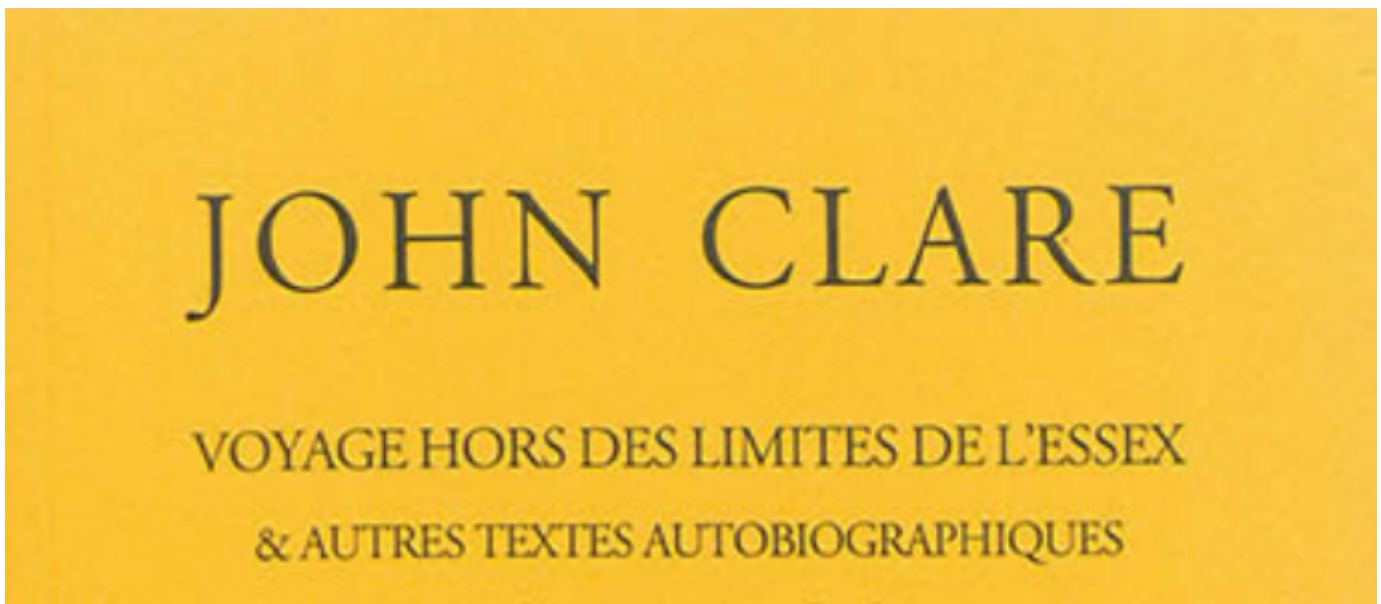 JOHN CLARE
VOYAGE HORS DES LIMITES DE L'ESSEX
& AUTRES TEXTES AUTOBIOGRAPHIQUES